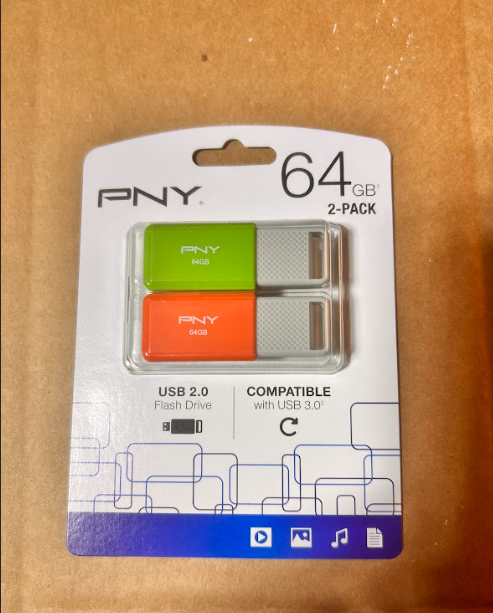 PNY®
64GB¹
2-PACK
PNY
64GB
PNY
64GB
USB 2.0
Flash Drive
COMPATIBLE
with USB 3.0²